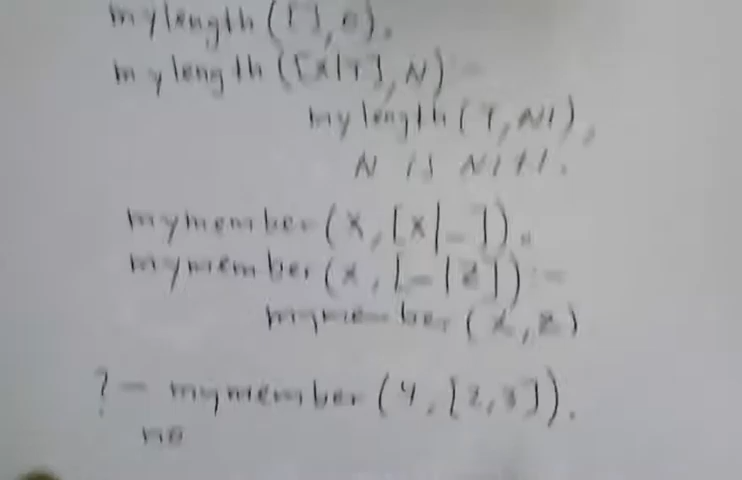 mylength([],0).
mylength([X|T],N) :-
mylength(T,N1),
N is N1+1.
mymember(X,[X|_]).
mymember(X,[_|Z]) :-
mymember(X,Z)
?- mymember(4,[2,3]).
no